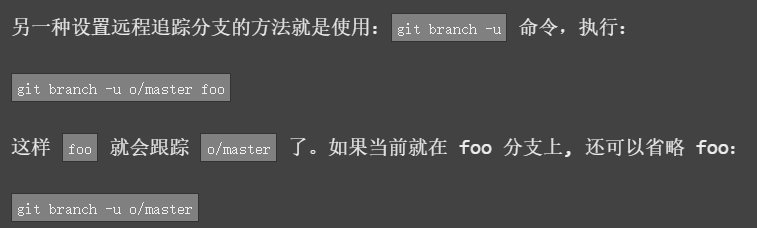 另一种设置远程追踪分支的方法就是使用：git branch -u 命令，执行：
git branch -u o/master foo
这样 foo 就会跟踪 o/master 了。如果当前就在 foo 分支上, 还可以省略 foo：
git branch -u o/master